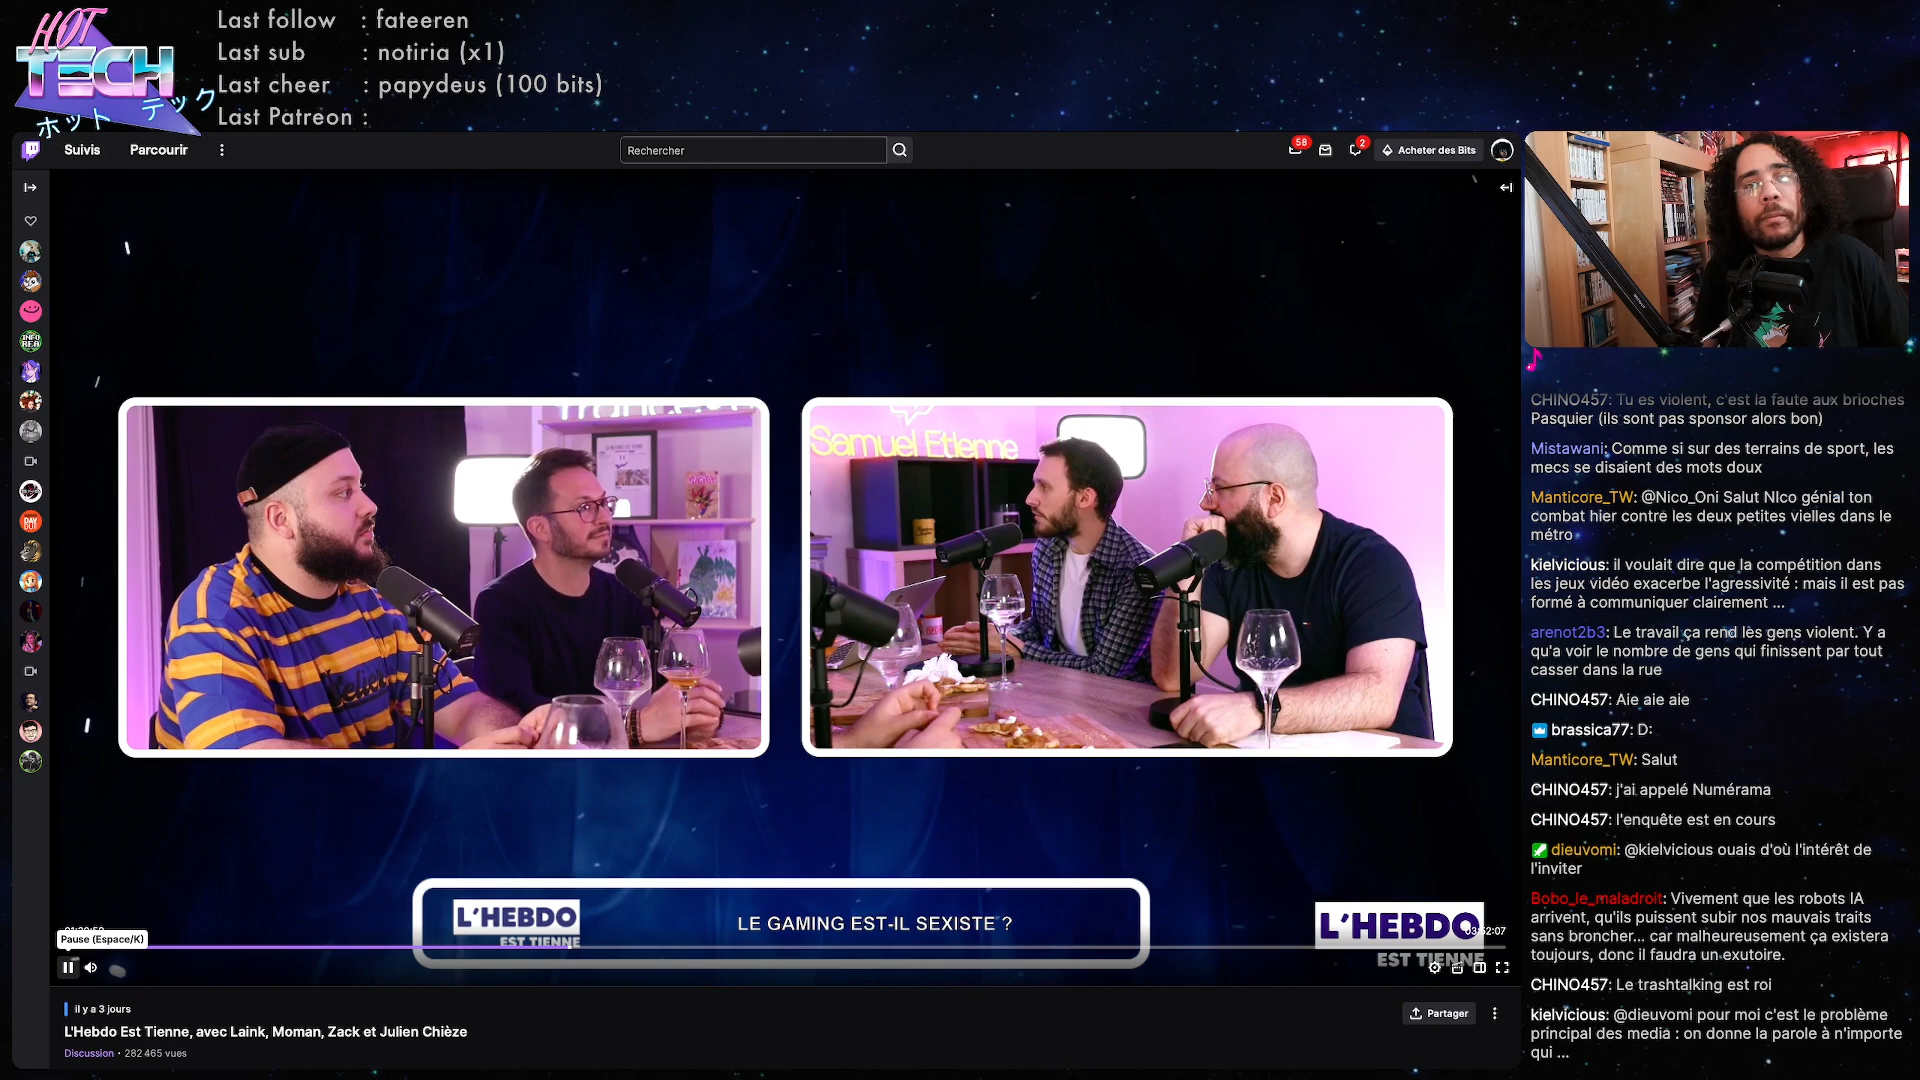 HOT
TECH
ホット テック
Last follow : fateeren
Last sub : notiria (x1)
Last cheer : papydeus (100 bits)
Last Patreon :
Suivis
Parcourir
Rechercher
58
2
Acheter des Bits
INFO
REA
DAY
Samuel Etienne
L'HEBDO
EST TIENNE
LE GAMING EST-IL SEXISTE ?
L'HEBDO
EST TIENNE
Pause (Espace/K)
il y a 3 jours
L'Hebdo Est Tienne, avec Laink, Moman, Zack et Julien Chièze
Discussion • 282 465 vues
Partager
CHINO457: Tu es violent, c'est la faute aux brioches
Pasquier (ils sont pas sponsor alors bon)
Mistawani: Comme si sur des terrains de sport, les
mecs se disaient des mots doux
Manticore_TW: @Nico_Oni Salut NIco génial ton
combat hier contre les deux petites vielles dans le
métro
kielvicious: il voulait dire que la compétition dans
les jeux vidéo exacerbe l'agressivité : mais il est pas
formé à communiquer clairement ...
arenot2b3: Le travail ça rend les gens violent. Y a
qu'a voir le nombre de gens qui finissent par tout
casser dans la rue
CHINO457: Aie aie aie
brassica77: D:
Manticore_TW: Salut
CHINO457: j'ai appelé Numérama
CHINO457: l'enquête est en cours
dieuvomi: @kielvicious ouais d'où l'intérêt de
l'inviter
Bobo_le_maladroit: Vivement que les robots IA
arrivent, qu'ils puissent subir nos mauvais traits
sans broncher... car malheureusement ça existera
toujours, donc il faudra un exutoire.
CHINO457: Le trashtalking est roi
kielvicious: @dieuvomi pour moi c'est le problème
principal des media : on donne la parole à n'importe
qui ...